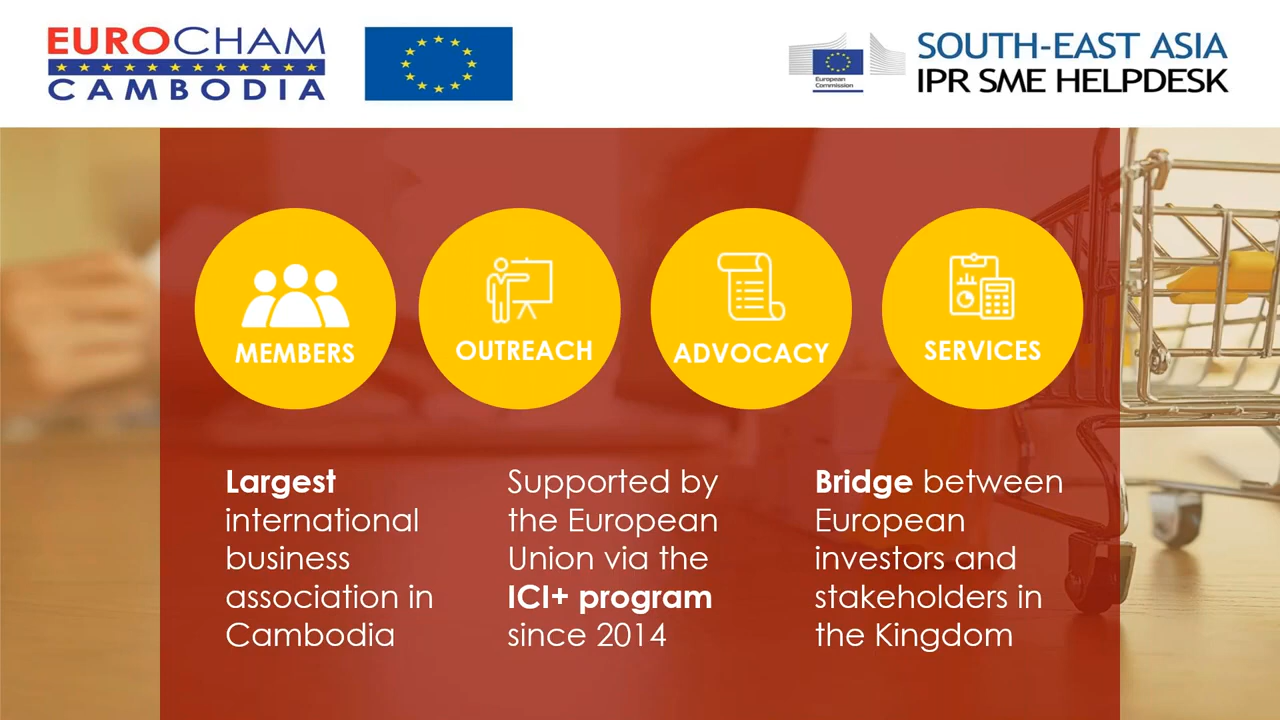 EUROCHAM
CAMBODIA
European
Commission
SOUTH-EAST ASIA
IPR SME HELPDESK
MEMBERS
OUTREACH
ADVOCACY
SERVICES
Largest
international
business
association in
Cambodia
Supported by
the European
Union via the
ICI+ program
since 2014
Bridge between
European
investors and
stakeholders in
the Kingdom